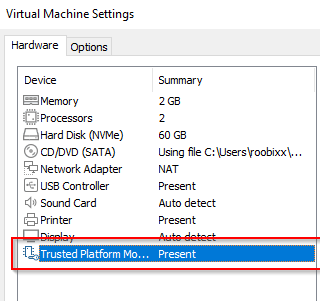 Virtual Machine Settings
Hardware Options
Device Summary
Memory 2 GB
Processors 2
Hard Disk (NVMe) 60 GB
CD/DVD (SATA) Using file C:\Users\roobixx\...
Network Adapter NAT
USB Controller Present
Sound Card Auto detect
Printer Present
Display Auto detect
Trusted Platform Mo... Present